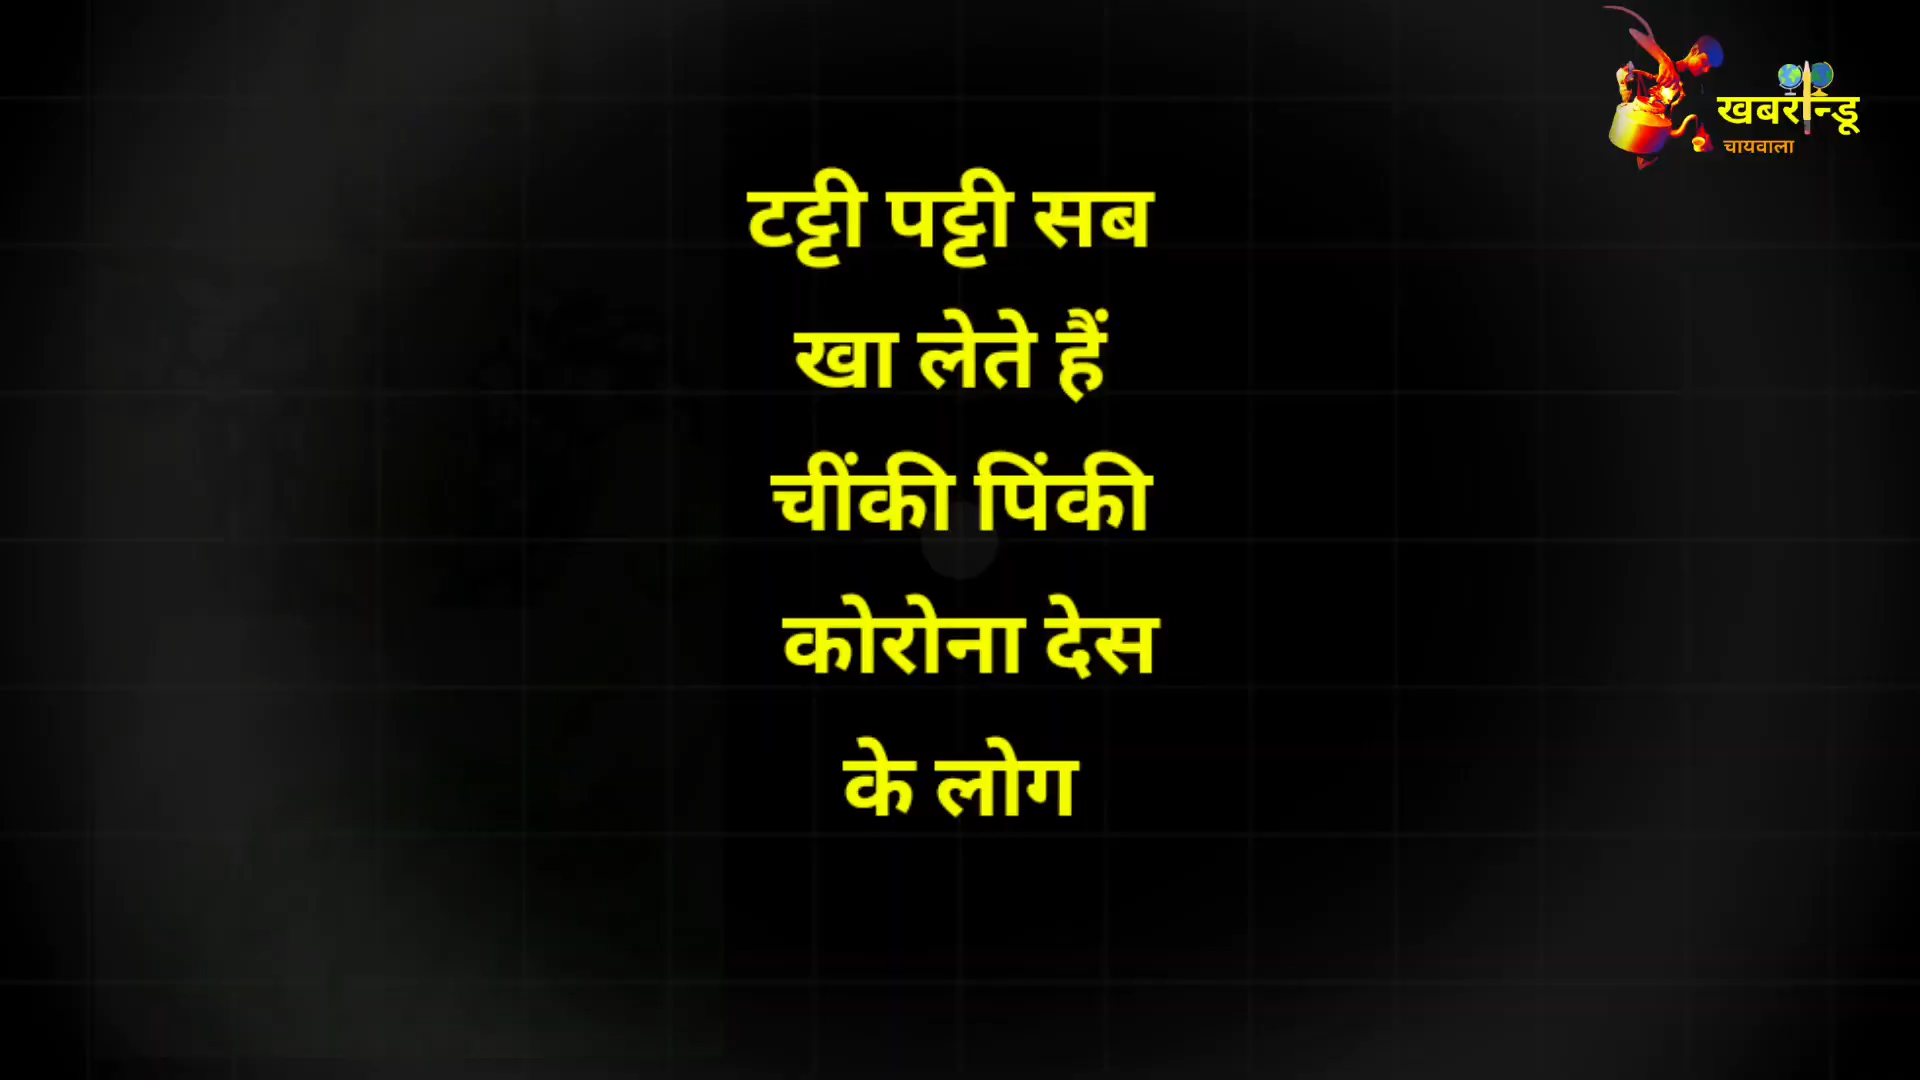 खबरीन्डू
चायवाला
टट्टी पट्टी सब
खा लेते हैं
चींकी पिंकी
कोरोना देस
के लोग